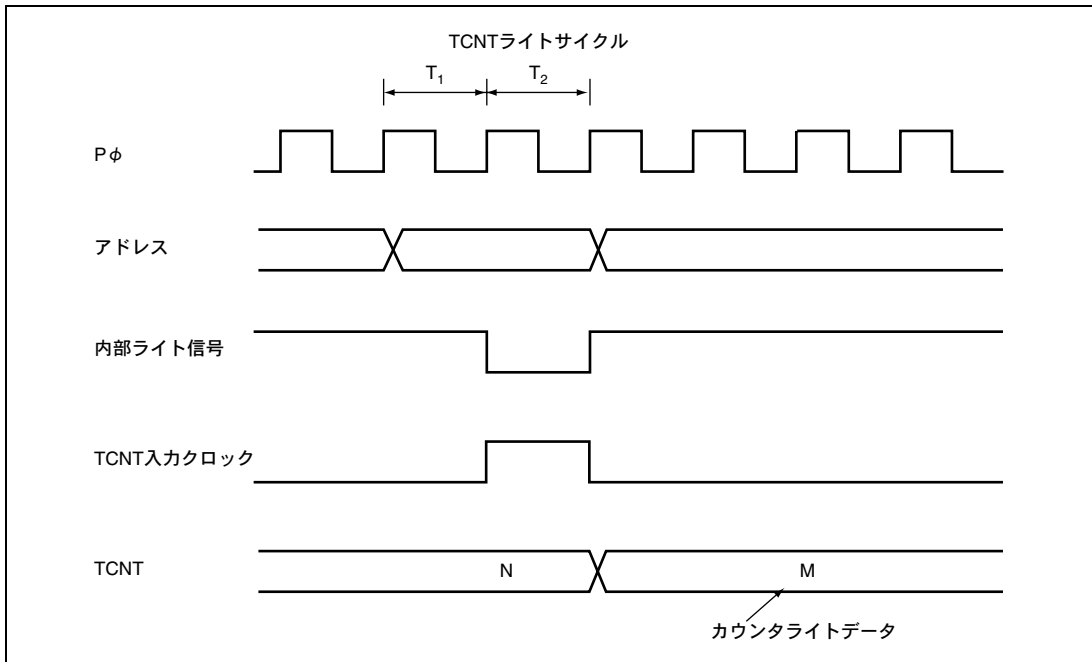 TCNTライトサイクル
T1 T2
Pφ
アドレス
内部ライト信号
TCNT入力クロック
TCNT N M
カウンタライトデータ